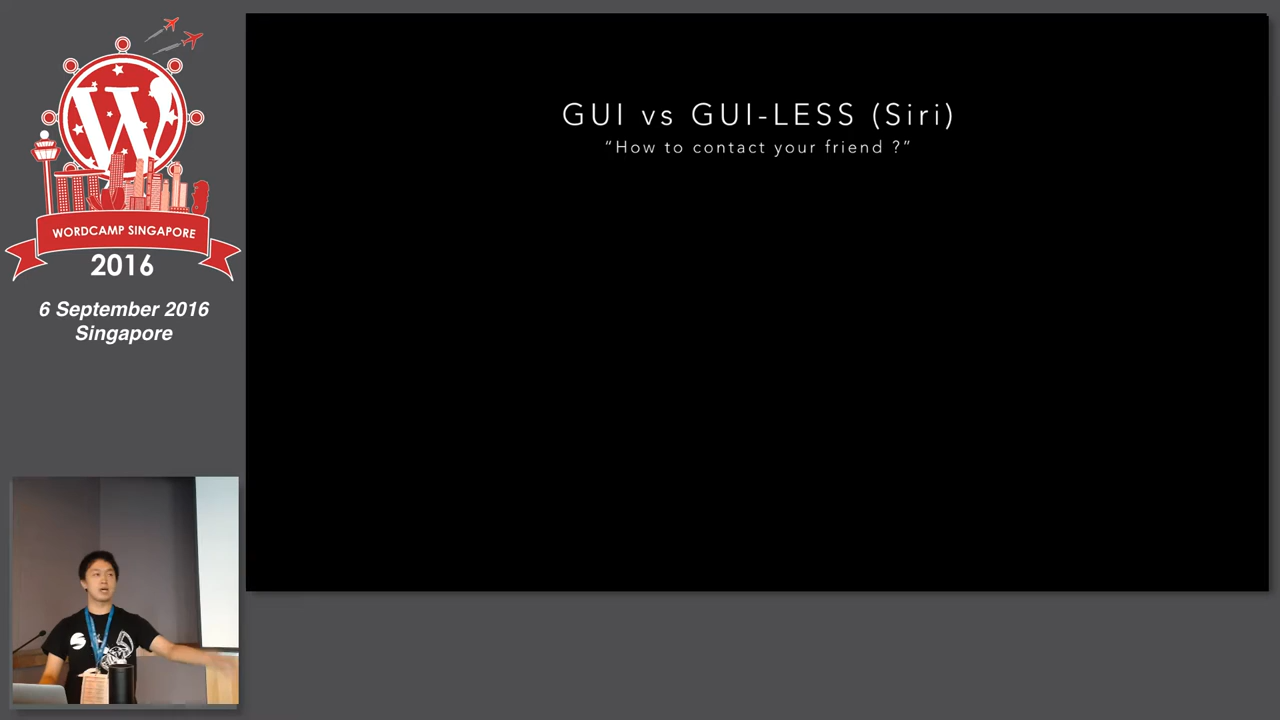 WORDCAMP SINGAPORE
2016
6 September 2016
Singapore
GUI vs GUI-LESS (Siri)
“How to contact your friend ?”